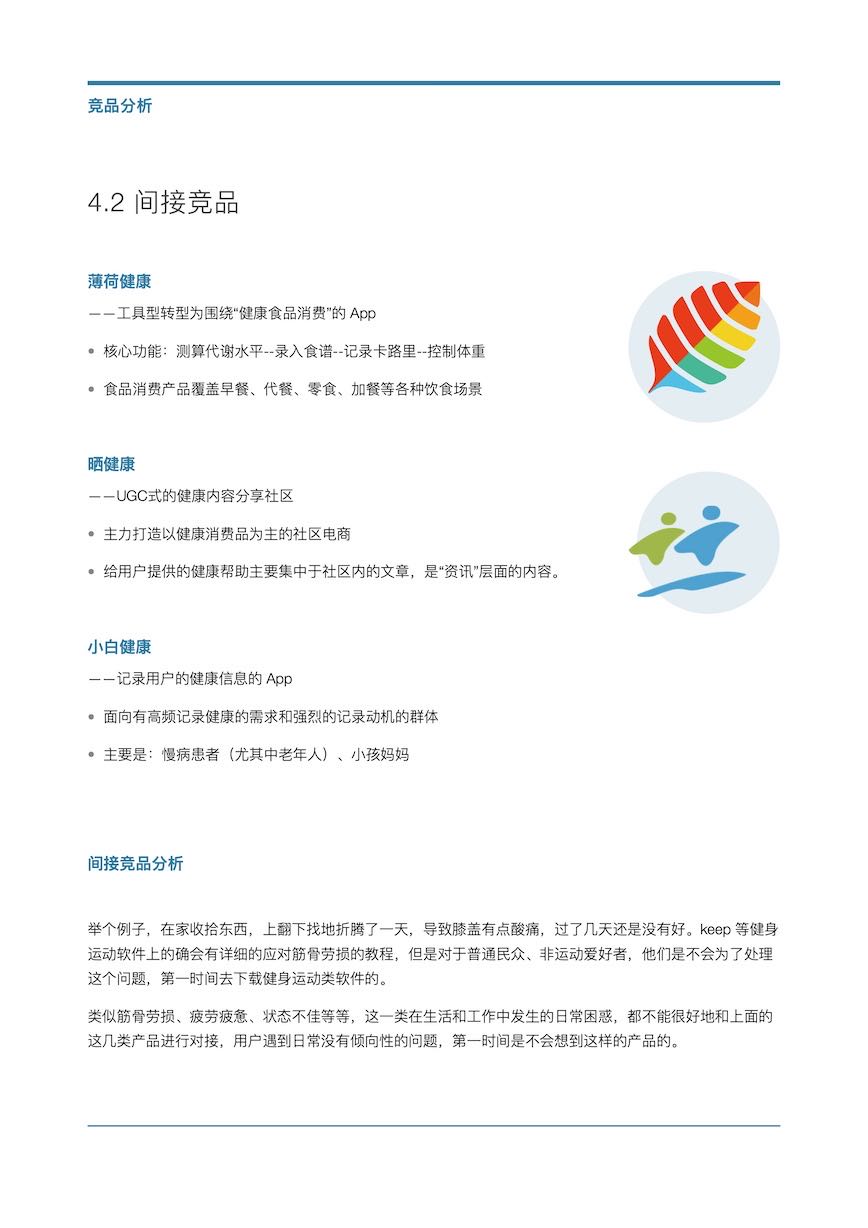 竞品分析
4.2 间接竞品
薄荷健康
——工具型转型为围绕“健康食品消费”的 App
• 核心功能：测算代谢水平--录入食谱--记录卡路里--控制体重
• 食品消费产品覆盖早餐、代餐、零食、加餐等各种饮食场景
晒健康
——UGC式的健康内容分享社区
• 主力打造以健康消费品为主的社区电商
• 给用户提供的健康帮助主要集中于社区内的文章，是“资讯”层面的内容。
小白健康
——记录用户的健康信息的 App
• 面向有高频记录健康的需求和强烈的记录动机的群体
• 主要是：慢病患者（尤其中老年人）、小孩妈妈
间接竞品分析
举个例子，在家收拾东西，上翻下找地折腾了一天，导致膝盖有点酸痛，过了几天还是没有好。keep 等健身
运动软件上的确会有详细的应对筋骨劳损的教程，但是对于普通民众、非运动爱好者，他们是不会为了处理
这个问题，第一时间去下载健身运动类软件的。
类似筋骨劳损、疲劳疲惫、状态不佳等等，这一类在生活和工作中发生的日常困惑，都不能很好地和上面的
这几类产品进行对接，用户遇到日常没有倾向性的问题，第一时间是不会想到这样的产品的。